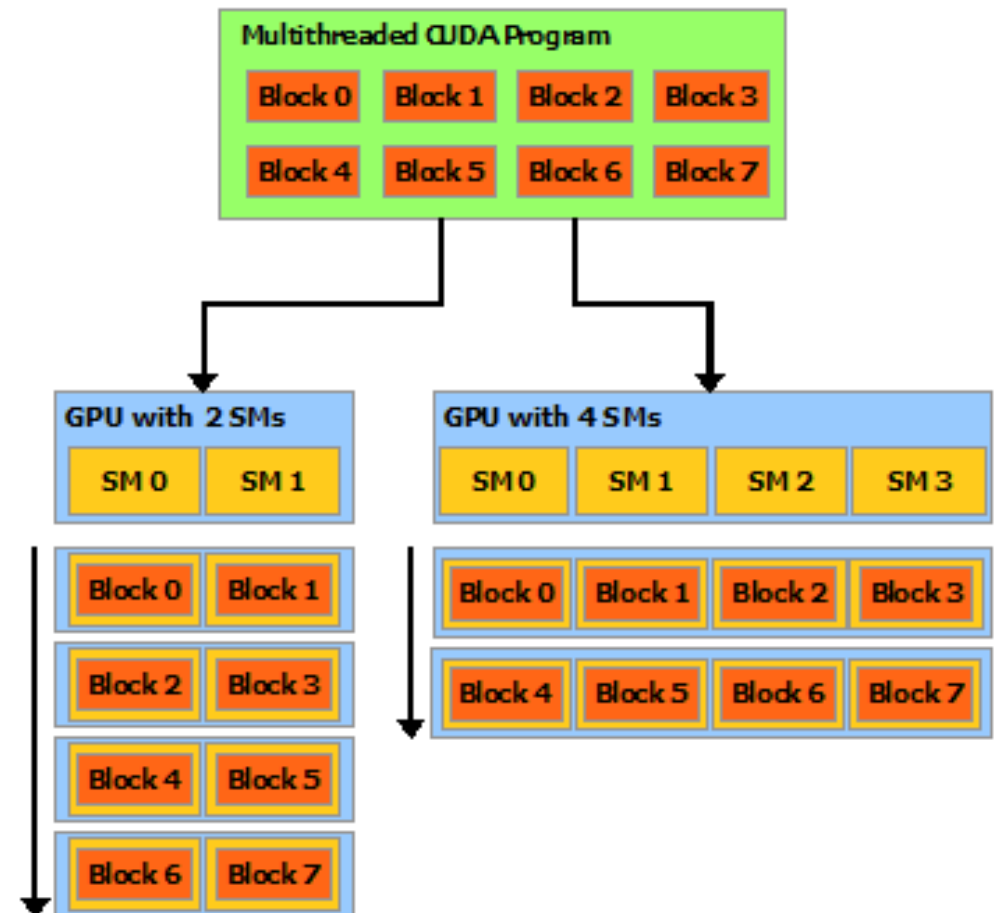 Multithreaded CUDA Program
Block 0 Block 1 Block 2 Block 3
Block 4 Block 5 Block 6 Block 7
GPU with 2 SMs
SM 0 SM 1
Block 0 Block 1
Block 2 Block 3
Block 4 Block 5
Block 6 Block 7
GPU with 4 SMs
SM 0 SM 1 SM 2 SM 3
Block 0 Block 1 Block 2 Block 3
Block 4 Block 5 Block 6 Block 7